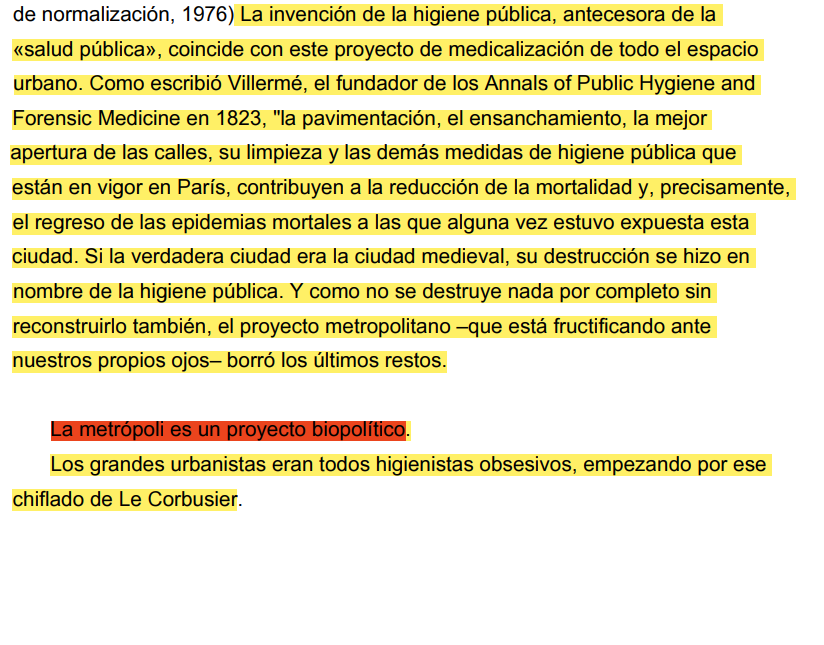 de normalización, 1976) La invención de la higiene pública, antecesora de la
«salud pública», coincide con este proyecto de medicalización de todo el espacio
urbano. Como escribió Villermé, el fundador de los Annals of Public Hygiene and
Forensic Medicine en 1823, "la pavimentación, el ensanchamiento, la mejor
apertura de las calles, su limpieza y las demás medidas de higiene pública que
están en vigor en París, contribuyen a la reducción de la mortalidad y, precisamente,
el regreso de las epidemias mortales a las que alguna vez estuvo expuesta esta
ciudad. Si la verdadera ciudad era la ciudad medieval, su destrucción se hizo en
nombre de la higiene pública. Y como no se destruye nada por completo sin
reconstruirlo también, el proyecto metropolitano –que está fructificando ante
nuestros propios ojos– borró los últimos restos.
La metrópoli es un proyecto biopolítico.
Los grandes urbanistas eran todos higienistas obsesivos, empezando por ese
chiflado de Le Corbusier.